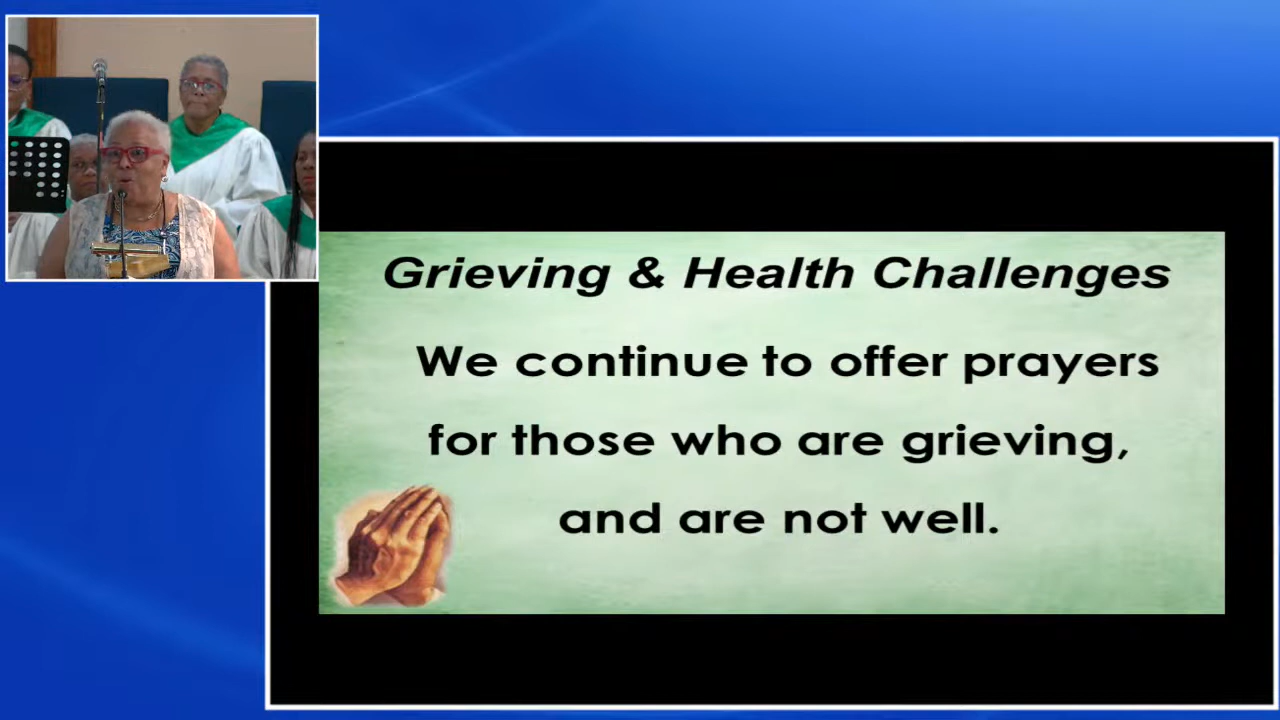 Grieving & Health Challenges
We continue to offer prayers
for those who are grieving,
and are not well.